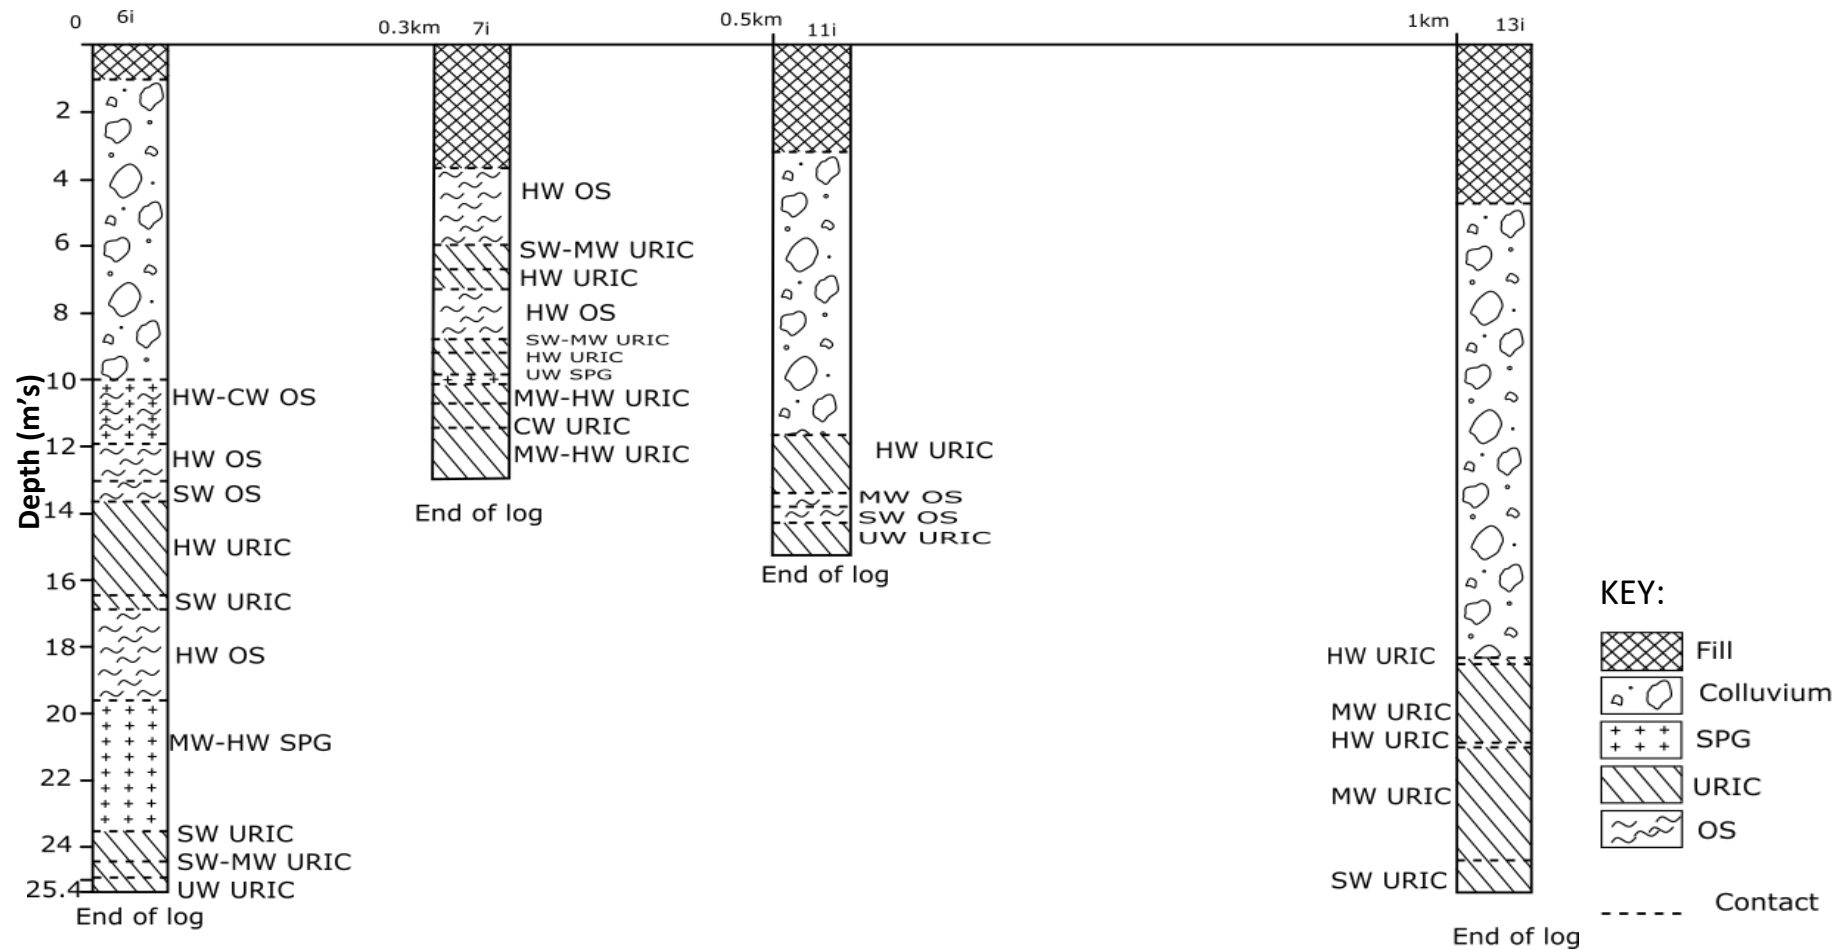 0
6i
0.3km
7i
0.5km
11i
1km
13i
Depth (m's)
2
4
6
8
10
12
14
16
18
20
22
24
25.4
HW-CW OS
HW OS
SW OS
HW URIC
SW URIC
HW OS
MW-HW SPG
SW URIC
SW-MW URIC
UW URIC
End of log
HW OS
SW-MW URIC
HW URIC
HW OS
SW-MW URIC
HW URIC
UW SPG
MW-HW URIC
CW URIC
MW-HW URIC
End of log
HW URIC
MW OS
SW OS
UW URIC
End of log
HW URIC
MW URIC
HW URIC
MW URIC
SW URIC
End of log
KEY:
Fill
Colluvium
SPG
URIC
OS
Contact